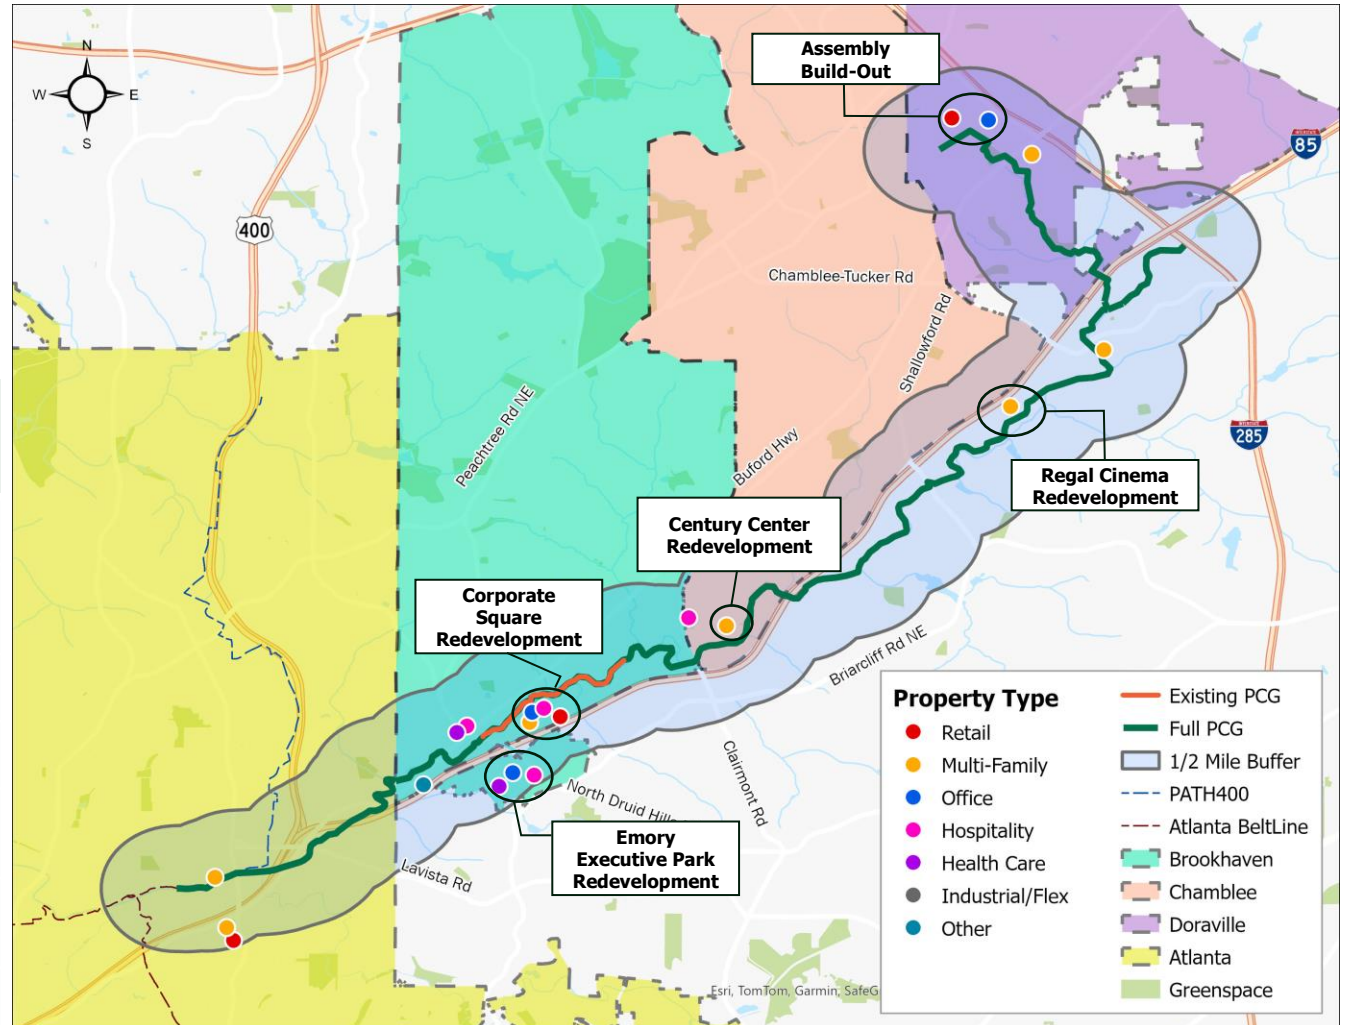 N
W
E
S
Assembly
Build-Out
INTERSTATE
85
400
Chamblee-Tucker Rd
Shallowford Rd
Peachtree Rd NE
Buford Hwy
INTERSTATE
285
Regal Cinema
Redevelopment
Century Center
Redevelopment
Corporate
Square
Redevelopment
Briarcliff Rd NE
Clairmont Rd
North Druid Hills
Lavista Rd
Emory
Executive Park
Redevelopment
Property Type
Retail
Multi-Family
Office
Hospitality
Health Care
Industrial/Flex
Other
Existing PCG
Full PCG
1/2 Mile Buffer
PATH400
Atlanta BeltLine
Brookhaven
Chamblee
Doraville
Atlanta
Greenspace
Esri, TomTom, Garmin, SafeG